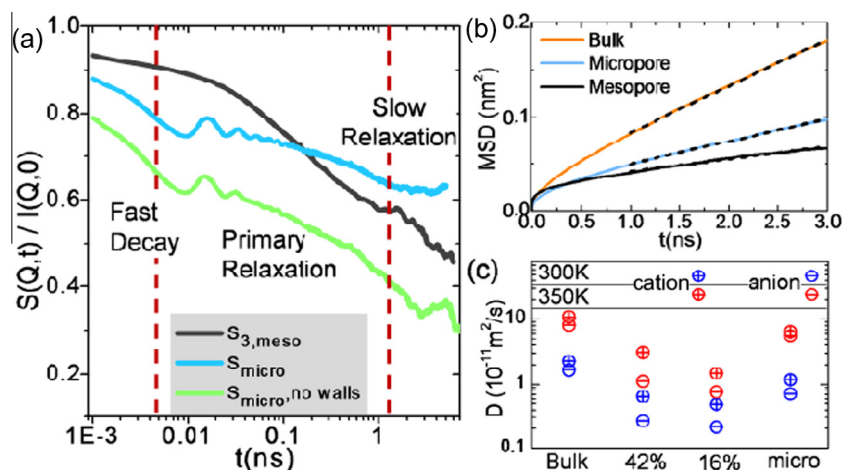 (a)
S(Q,t) / I(Q,0)
1.0
0.8
0.6
0.4
0.2
Fast
Decay
Primary
Relaxation
Slow
Relaxation
S3,meso
Smicro
Smicro,no walls
1E-3
0.01
0.1
1
t(ns)
(b)
MSD (nm²)
0.2
0.1
0.0
Bulk
Micropore
Mesopore
0.0
0.5
1.0
1.5
2.0
2.5
3.0
t(ns)
(c)
300K
350K
cation
anion
D (10⁻¹¹m²/s)
10
1
0.1
Bulk
42%
16%
micro